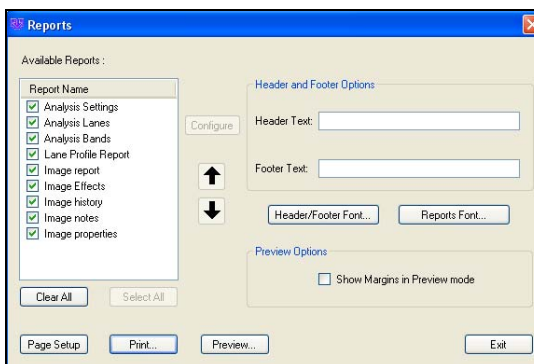 Reports
Available Reports :
Report Name
Analysis Settings
Analysis Lanes
Analysis Bands
Lane Profile Report
Image report
Image Effects
Image history
Image notes
Image properties
Clear All
Select All
Configure
Header and Footer Options
Header Text:
Footer Text:
Header/Footer Font...
Reports Font...
Preview Options
Show Margins in Preview mode
Page Setup
Print...
Preview...
Exit